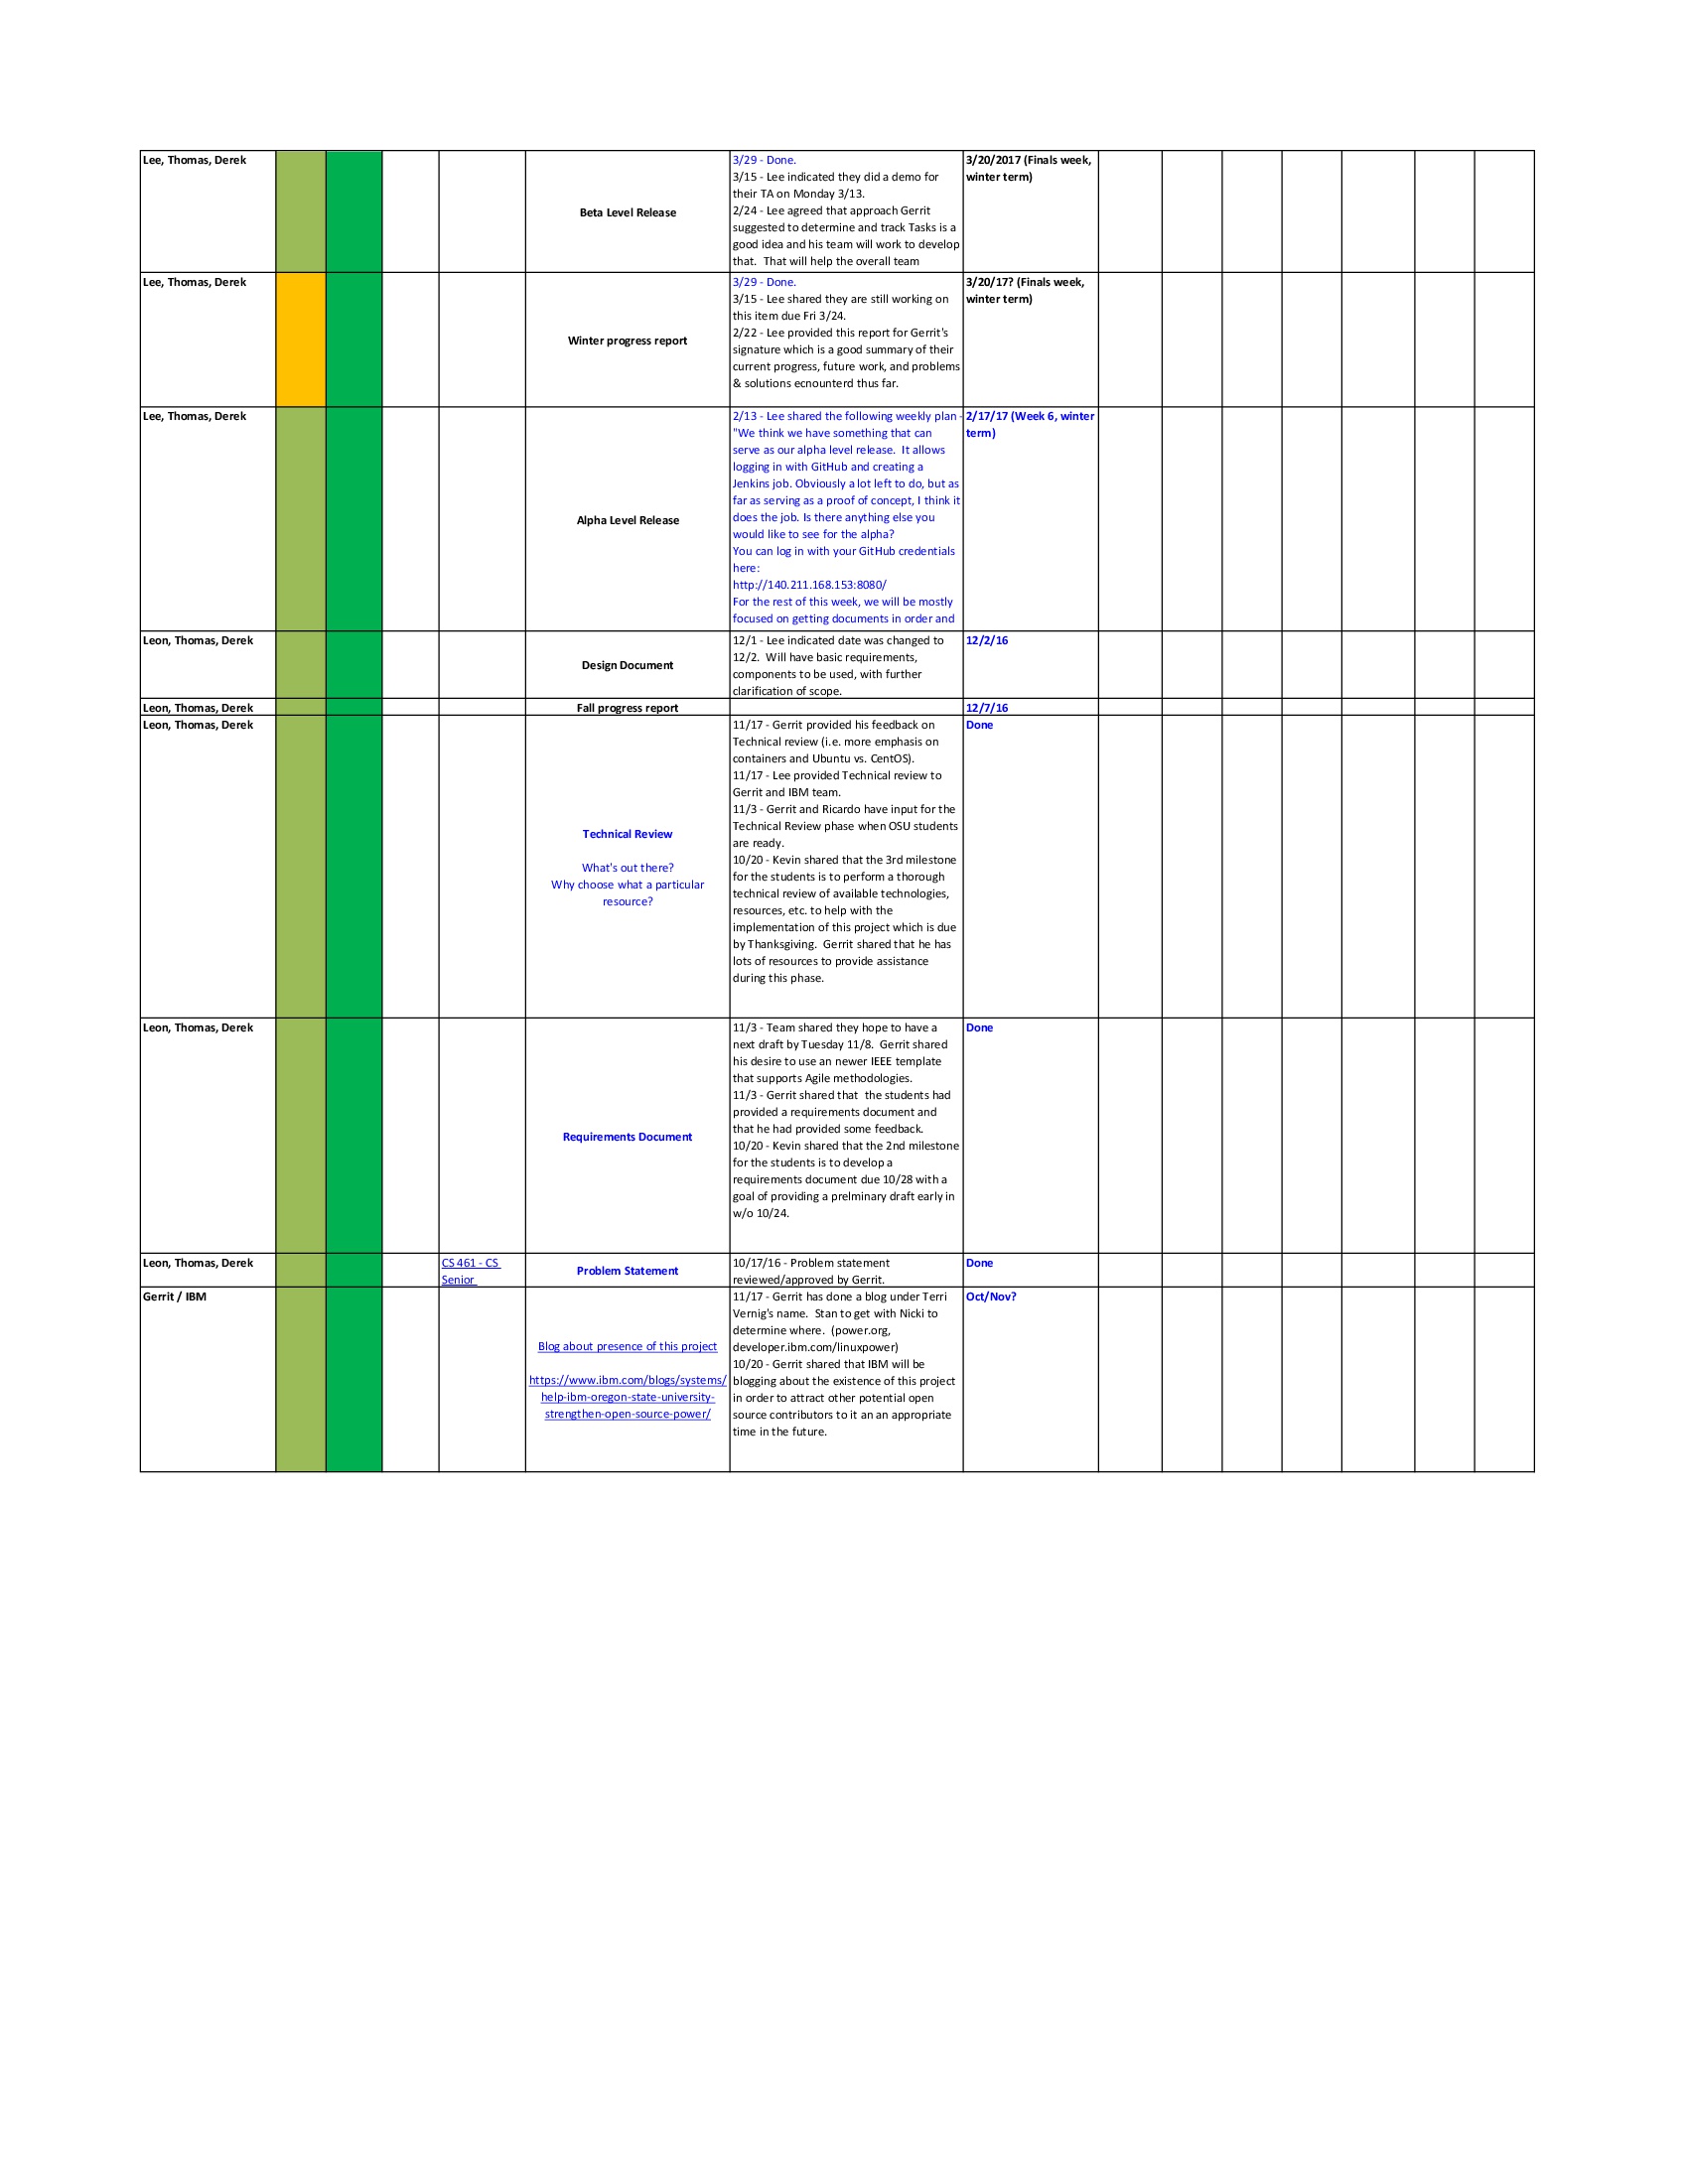 Lee, Thomas, Derek
Beta Level Release
3/29 - Done.
3/15 - Lee indicated they did a demo for
their TA on Monday 3/13.
2/24 - Lee agreed that approach Gerrit
suggested to determine and track Tasks is a
good idea and his team will work to develop
that.  That will help the overall team
3/20/2017 (Finals week,
winter term)
Lee, Thomas, Derek
Winter progress report
3/29 - Done.
3/15 - Lee shared they are still working on
this item due Fri 3/24.
2/22 - Lee provided this report for Gerrit's
signature which is a good summary of their
current progress, future work, and problems
& solutions ecnounterd thus far.
3/20/17? (Finals week,
winter term)
Lee, Thomas, Derek
Alpha Level Release
2/13 - Lee shared the following weekly plan -
"We think we have something that can
serve as our alpha level release.  It allows
logging in with GitHub and creating a
Jenkins job. Obviously a lot left to do, but as
far as serving as a proof of concept, I think it
does the job. Is there anything else you
would like to see for the alpha?
You can log in with your GitHub credentials
here:
http://140.211.168.153:8080/
For the rest of this week, we will be mostly
focused on getting documents in order and
2/17/17 (Week 6, winter
term)
Leon, Thomas, Derek
Design Document
12/1 - Lee indicated date was changed to
12/2.  Will have basic requirements,
components to be used, with further
clarification of scope.
12/2/16
Leon, Thomas, Derek
Fall progress report
12/7/16
Leon, Thomas, Derek
Technical Review
What's out there?
Why choose what a particular
resource?
11/17 - Gerrit provided his feedback on
Technical review (i.e. more emphasis on
containers and Ubuntu vs. CentOS).
11/17 - Lee provided Technical review to
Gerrit and IBM team.
11/3 - Gerrit and Ricardo have input for the
Technical Review phase when OSU students
are ready.
10/20 - Kevin shared that the 3rd milestone
for the students is to perform a thorough
technical review of available technologies,
resources, etc. to help with the
implementation of this project which is due
by Thanksgiving.  Gerrit shared that he has
lots of resources to provide assistance
during this phase.
Done
Leon, Thomas, Derek
Requirements Document
11/3 - Team shared they hope to have a
next draft by Tuesday 11/8.  Gerrit shared
his desire to use an newer IEEE template
that supports Agile methodologies.
11/3 - Gerrit shared that  the students had
provided a requirements document and
that he had provided some feedback.
10/20 - Kevin shared that the 2nd milestone
for the students is to develop a
requirements document due 10/28 with a
goal of providing a prelminary draft early in
w/o 10/24.
Done
Leon, Thomas, Derek
CS 461 - CS
Senior
Problem Statement
10/17/16 - Problem statement
reviewed/approved by Gerrit.
Done
Gerrit / IBM
Blog about presence of this project
https://www.ibm.com/blogs/systems/
help-ibm-oregon-state-university-
strengthen-open-source-power/
11/17 - Gerrit has done a blog under Terri
Vernig's name.  Stan to get with Nicki to
determine where.  (power.org,
developer.ibm.com/linuxpower)
10/20 - Gerrit shared that IBM will be
blogging about the existence of this project
in order to attract other potential open
source contributors to it an an appropriate
time in the future.
Oct/Nov?